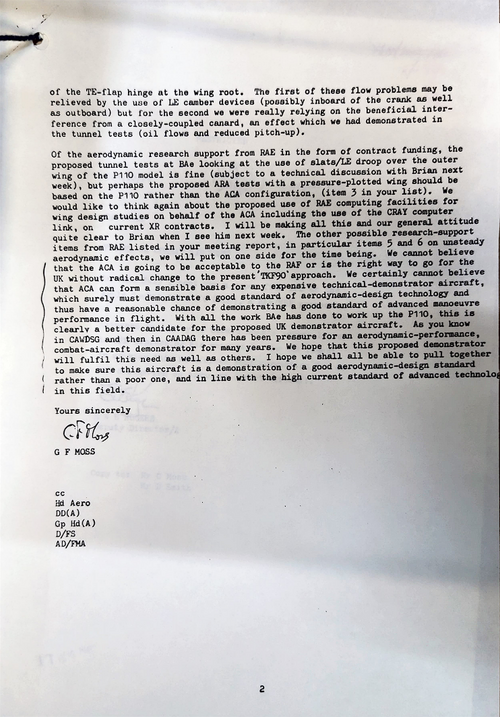 of the TE-flap hinge at the wing root. The first of these flow problems may be
relieved by the use of LE camber devices (possibly inboard of the crank as well
as outboard) but for the second we were really relying on the beneficial inter-
ference from a closely-coupled canard, an effect which we had demonstrated in
the tunnel tests (oil flows and reduced pitch-up).
Of the aerodynamic research support from RAE in the form of contract funding, the
proposed tunnel tests at BAe looking at the use of slats/LE droop over the outer
wing of the P110 model is fine (subject to a technical discussion with Brian next
week), but perhaps the proposed ARA tests with a pressure-plotted wing should be
based on the P110 rather than the ACA configuration, (item 3 in your list). We
would like to think again about the proposed use of RAE computing facilities for
wing design studies on behalf of the ACA including the use of the CRAY computer
link, on current XR contracts. I will be making all this and our general attitude
quite clear to Brian when I see him next week. The other possible research-support
items from RAE listed in your meeting report, in particular items 5 and 6 on unsteady
aerodynamic effects, we will put on one side for the time being. We cannot believe
that the ACA is going to be acceptable to the RAF or is the right way to go for the
UK without radical change to the present 'TKF90' approach. We certainly cannot believe
that ACA can form a sensible basis for any expensive technical-demonstrator aircraft,
which surely must demonstrate a good standard of aerodynamic-design technology and
thus have a reasonable chance of demonstrating a good standard of advanced manoeuvre
performance in flight. With all the work BAe has done to work up the P110, this is
clearly a better candidate for the proposed UK demonstrator aircraft. As you know
in CAWDSG and then in CAADAG there has been pressure for an aerodynamic-performance,
combat-aircraft demonstrator for many years. We hope that this proposed demonstrator
will fulfil this need as well as others. I hope we shall all be able to pull together
to make sure this aircraft is a demonstration of a good aerodynamic-design standard
rather than a poor one, and in line with the high current standard of advanced technolog
in this field.
Yours sincerely
G F Moss
G F MOSS
cc
Hd Aero
DD(A)
Gp Hd(A)
D/FS
AD/FMA
2